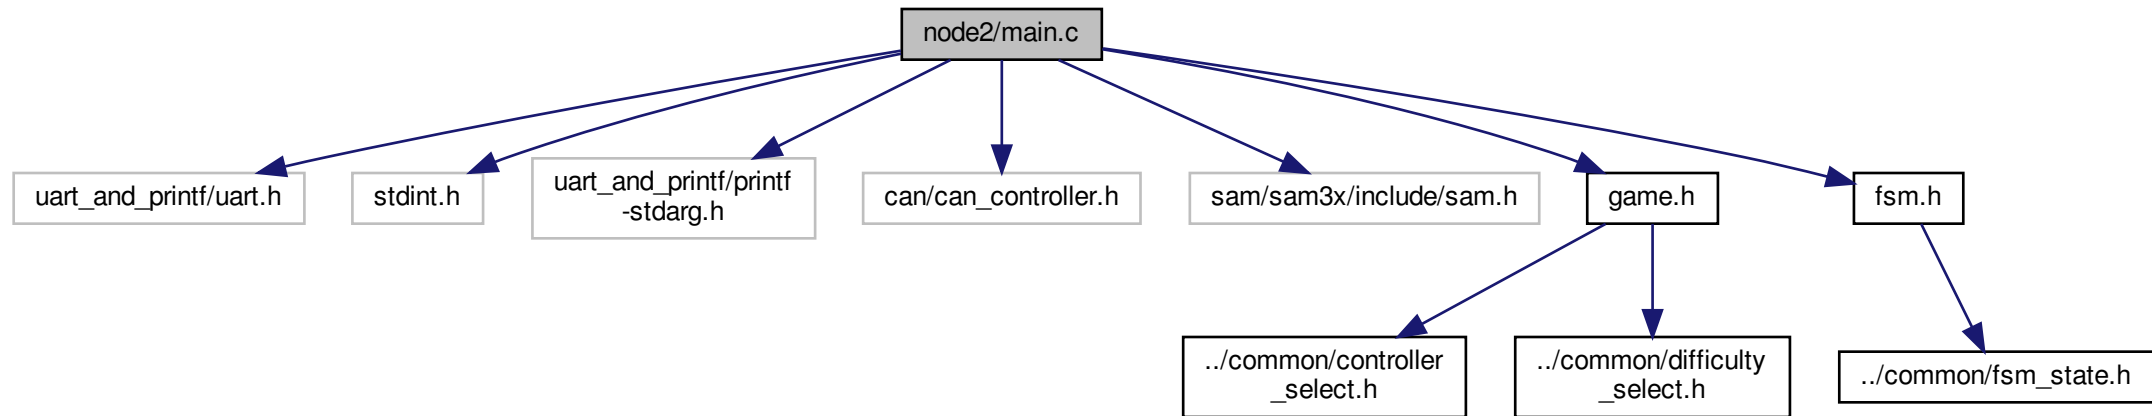 node2/main.c
uart_and_printf/uart.h
stdint.h
uart_and_printf/printf
-stdarg.h
can/can_controller.h
sam/sam3x/include/sam.h
game.h
fsm.h
../common/controller
_select.h
../common/difficulty
_select.h
../common/fsm_state.h